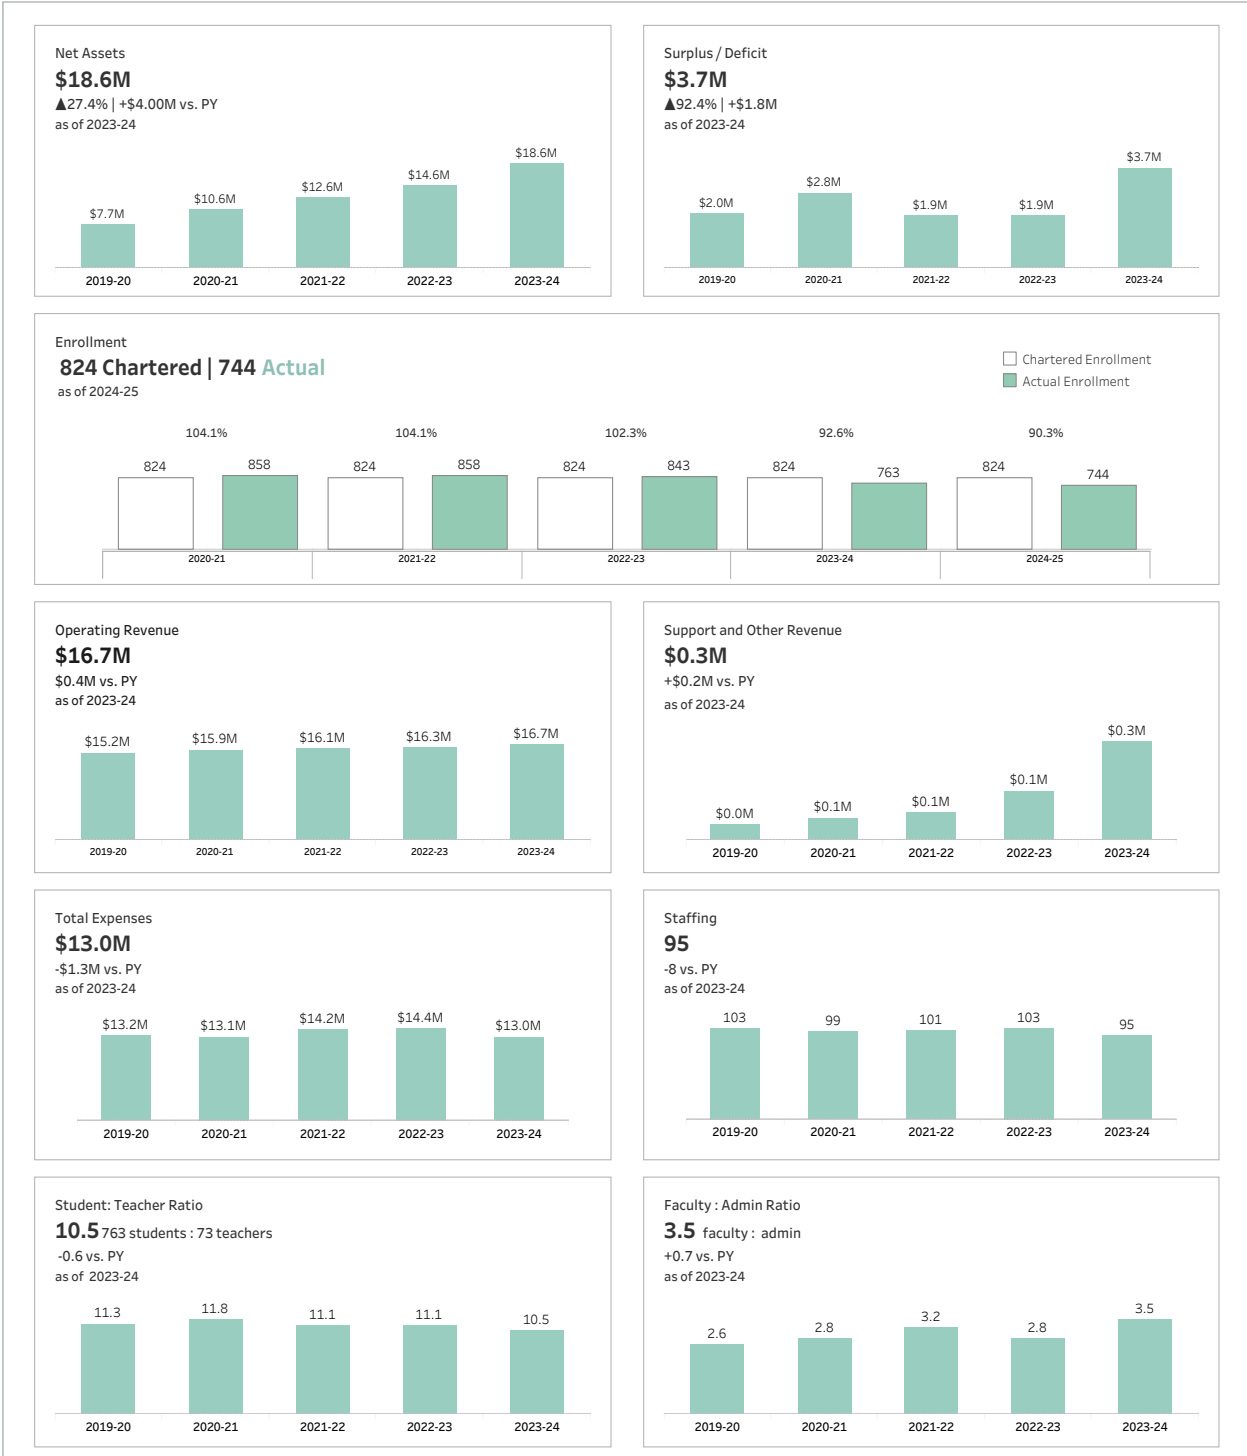 Net Assets
$18.6M
▲27.4% | +$4.00M vs. PY
as of 2023-24
$7.7M
$10.6M
$12.6M
$14.6M
$18.6M
2019-20 2020-21 2021-22 2022-23 2023-24
Surplus / Deficit
$3.7M
▲92.4% | +$1.8M
as of 2023-24
$2.0M
$2.8M
$1.9M
$1.9M
$3.7M
2019-20 2020-21 2021-22 2022-23 2023-24
Enrollment
824 Chartered | 744 Actual
as of 2024-25
Chartered Enrollment
Actual Enrollment
104.1% 104.1% 102.3% 92.6% 90.3%
824 858 824 858 824 843 824 763 824 744
2020-21 2021-22 2022-23 2023-24 2024-25
Operating Revenue
$16.7M
$0.4M vs. PY
as of 2023-24
$15.2M $15.9M $16.1M $16.3M $16.7M
2019-20 2020-21 2021-22 2022-23 2023-24
Support and Other Revenue
$0.3M
+$0.2M vs. PY
as of 2023-24
$0.0M
$0.1M
$0.1M
$0.1M
$0.3M
2019-20 2020-21 2021-22 2022-23 2023-24
Total Expenses
$13.0M
-$1.3M vs. PY
as of 2023-24
$13.2M $13.1M $14.2M $14.4M $13.0M
2019-20 2020-21 2021-22 2022-23 2023-24
Staffing
95
-8 vs. PY
as of 2023-24
103 99 101 103 95
2019-20 2020-21 2021-22 2022-23 2023-24
Student: Teacher Ratio
10.5 763 students : 73 teachers
-0.6 vs. PY
as of 2023-24
11.3 11.8 11.1 11.1 10.5
2019-20 2020-21 2021-22 2022-23 2023-24
Faculty : Admin Ratio
3.5 faculty : admin
+0.7 vs. PY
as of 2023-24
2.6 2.8 3.2 2.8 3.5
2019-20 2020-21 2021-22 2022-23 2023-24